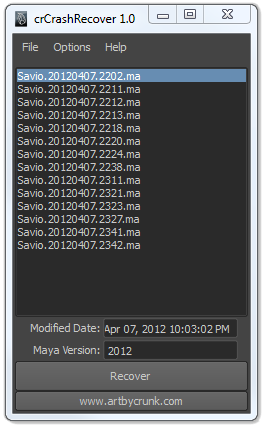 crCrashRecover 1.0
File Options Help
Savio.20120407.2202.ma
Savio.20120407.2211.ma
Savio.20120407.2212.ma
Savio.20120407.2213.ma
Savio.20120407.2218.ma
Savio.20120407.2220.ma
Savio.20120407.2224.ma
Savio.20120407.2238.ma
Savio.20120407.2311.ma
Savio.20120407.2321.ma
Savio.20120407.2323.ma
Savio.20120407.2327.ma
Savio.20120407.2341.ma
Savio.20120407.2342.ma
Modified Date: Apr 07, 2012 10:03:02 PM
Maya Version: 2012
Recover
www.artbycrunk.com